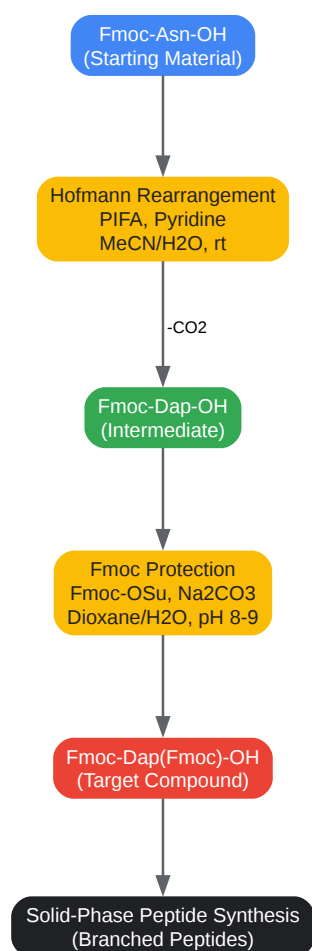 Fmoc-Asn-OH
(Starting Material)
Hofmann Rearrangement
PIFA, Pyridine
MeCN/H2O, rt
-CO2
Fmoc-Dap-OH
(Intermediate)
Fmoc Protection
Fmoc-OSu, Na2CO3
Dioxane/H2O, pH 8-9
Fmoc-Dap(Fmoc)-OH
(Target Compound)
Solid-Phase Peptide Synthesis
(Branched Peptides)